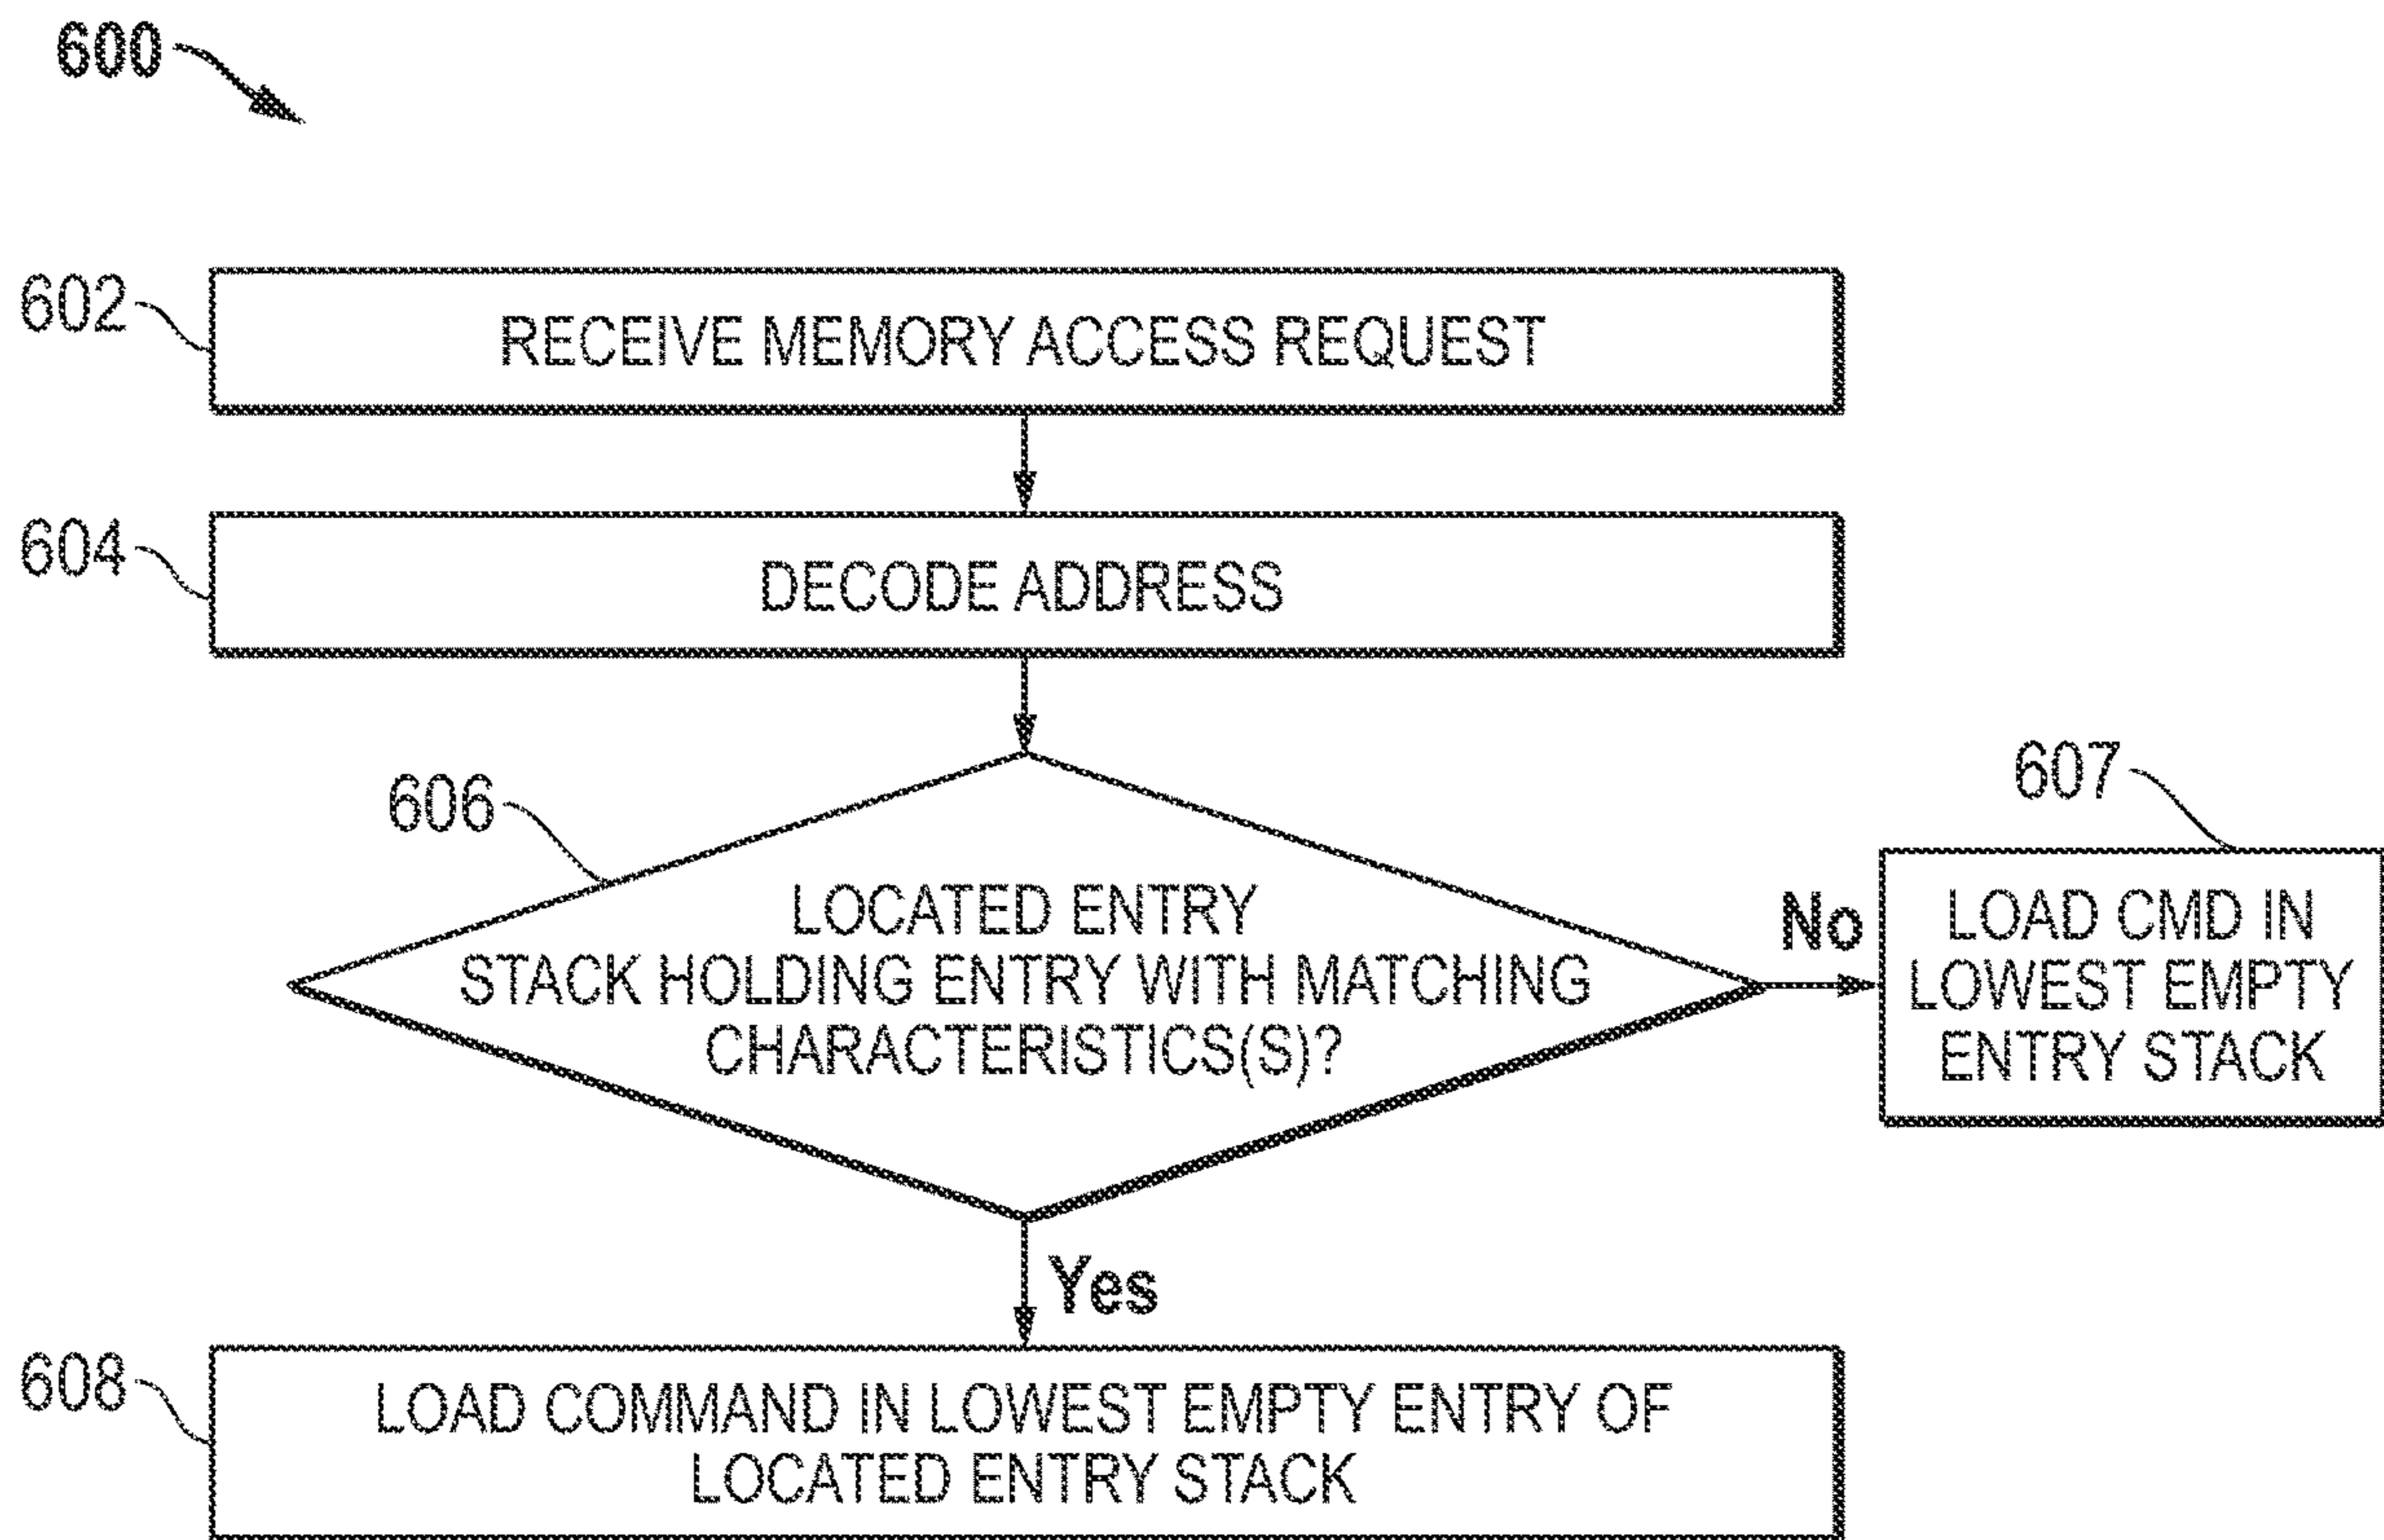 600
602
RECEIVE MEMORY ACCESS REQUEST
604
DECODE ADDRESS
606
LOCATED ENTRY
STACK HOLDING ENTRY WITH MATCHING
CHARACTERISTICS(S)?
No
607
LOAD CMD IN
LOWEST EMPTY
ENTRY STACK
Yes
608
LOAD COMMAND IN LOWEST EMPTY ENTRY OF
LOCATED ENTRY STACK